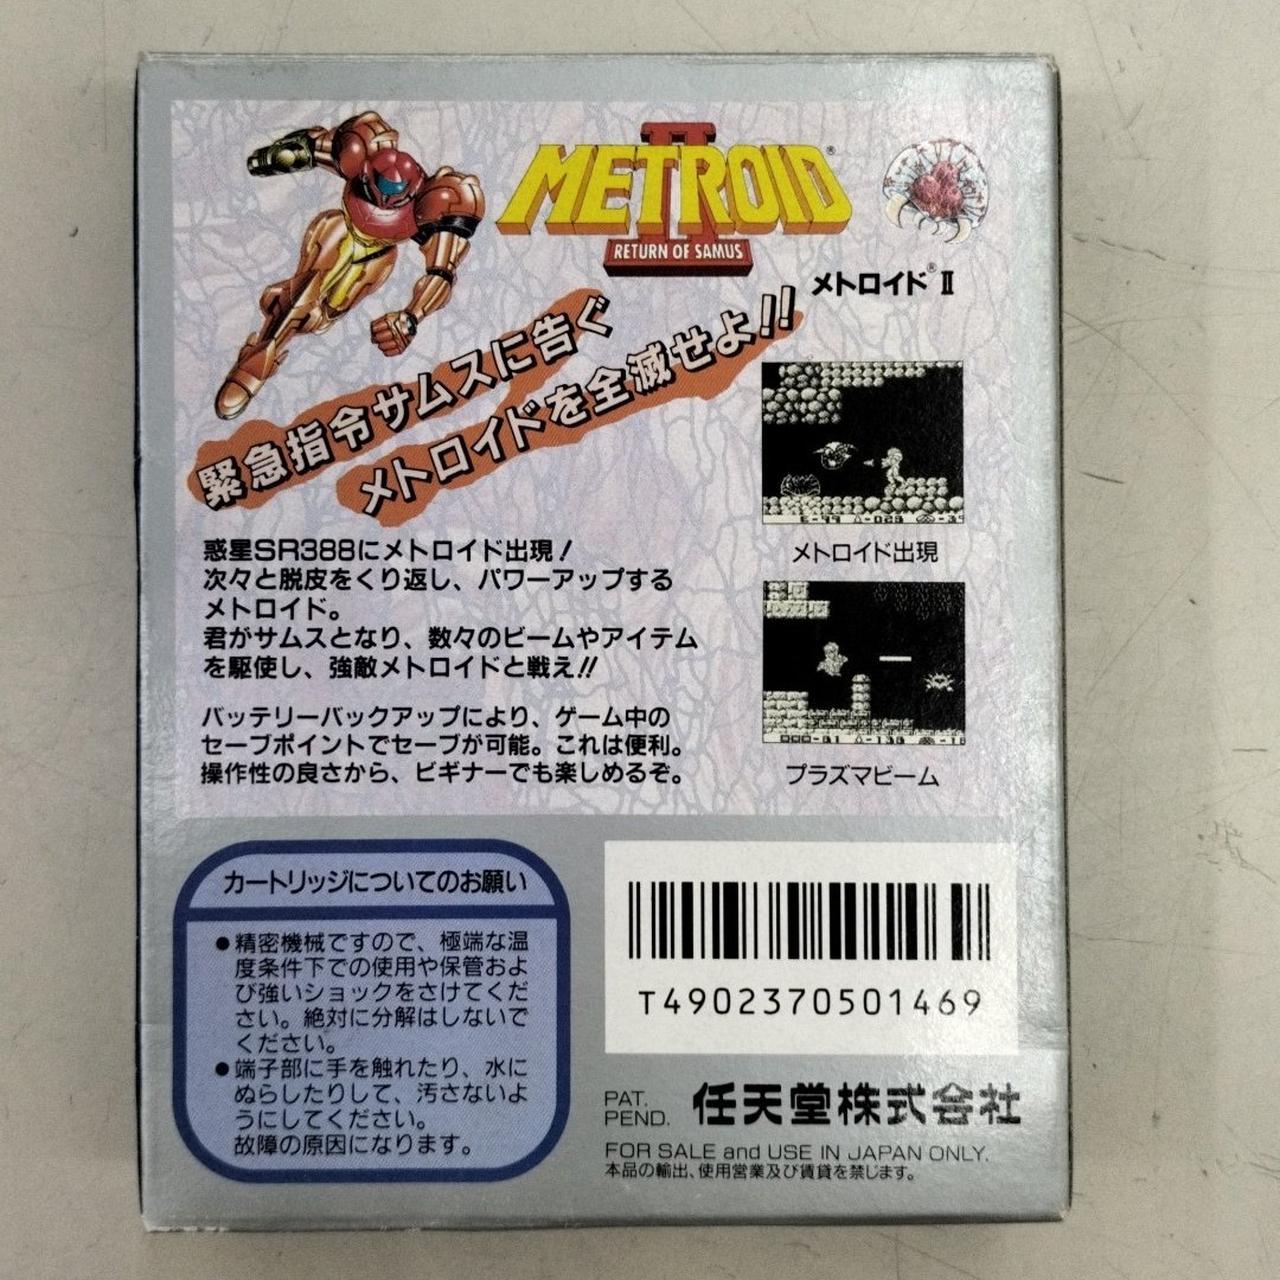 METROID®
II
RETURN OF SAMUS
メトロイド® II
緊急指令サムスに告ぐ
メトロイドを全滅せよ!!
惑星SR388にメトロイド出現!
次々と脱皮をくり返し、パワーアップする
メトロイド。
君がサムスとなり、数々のビームやアイテム
を駆使し、強敵メトロイドと戦え!!
バッテリーバックアップにより、ゲーム中の
セーブポイントでセーブが可能。これは便利。
操作性の良さから、ビギナーでも楽しめるぞ。
メトロイド出現
プラズマビーム
カートリッジについてのお願い
●精密機械ですので、極端な温
度条件下での使用や保管およ
び強いショックをさけてくだ
さい。絶対に分解はしないで
ください。
●端子部に手を触れたり、水に
ぬらしたりして、汚さないよ
うにしてください。
故障の原因になります。
T4902370501469
PAT.
PEND.
任天堂株式会社
FOR SALE and USE IN JAPAN ONLY.
本品の輸出、使用営業及び賃貸を禁じます。